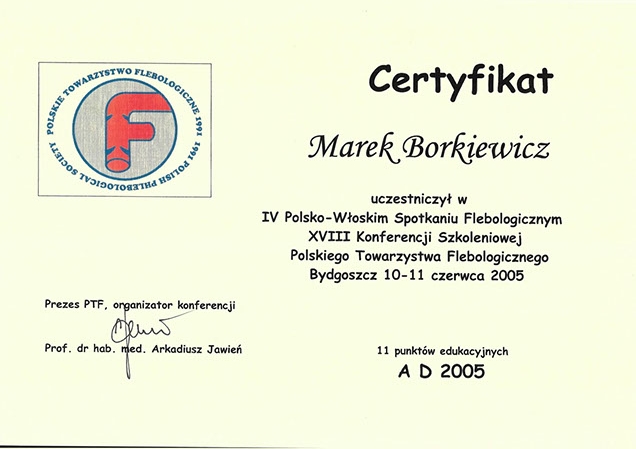 POLSKIE TOWARZYSTWO FLEBOLOGICZNE 1991
1991 POLISH PHLEBOLOGICAL SOCIETY
F
Certyfikat
Marek Borkiewicz
uczestniczył w
IV Polsko-Włoskim Spotkaniu Flebologicznym
XVIII Konferencji Szkoleniowej
Polskiego Towarzystwa Flebologicznego
Bydgoszcz 10-11 czerwca 2005
Prezes PTF, organizator konferencji
Prof. dr hab. med. Arkadiusz Jawień
11 punktów edukacyjnych
A D 2005